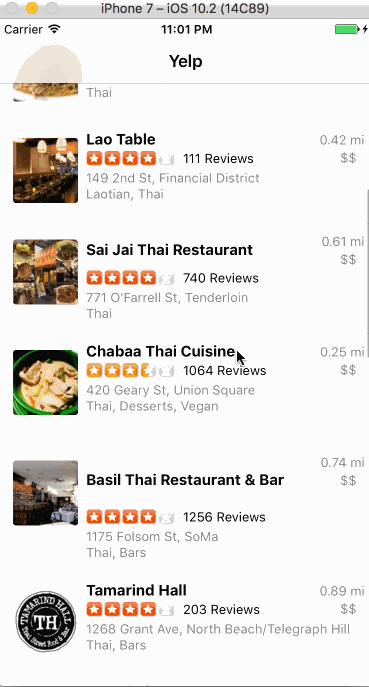 iPhone 7 – iOS 10.2 (14C89)
Carrier 11:01 PM
Yelp
Thai
Lao Table 0.42 mi
111 Reviews $$
149 2nd St, Financial District
Laotian, Thai
Sai Jai Thai Restaurant 0.61 mi
$$
740 Reviews
771 O'Farrell St, Tenderloin
Thai
Chabaa Thai Cuisine 0.25 mi
1064 Reviews $$
420 Geary St, Union Square
Thai, Desserts, Vegan
0.74 mi
Basil Thai Restaurant & Bar $$
1256 Reviews
1175 Folsom St, SoMa
Thai, Bars
Tamarind Hall 0.89 mi
203 Reviews $$
1268 Grant Ave, North Beach/Telegraph Hill
Thai, Bars
TAMARIND HALL
TH
Thai Street Food & Bar